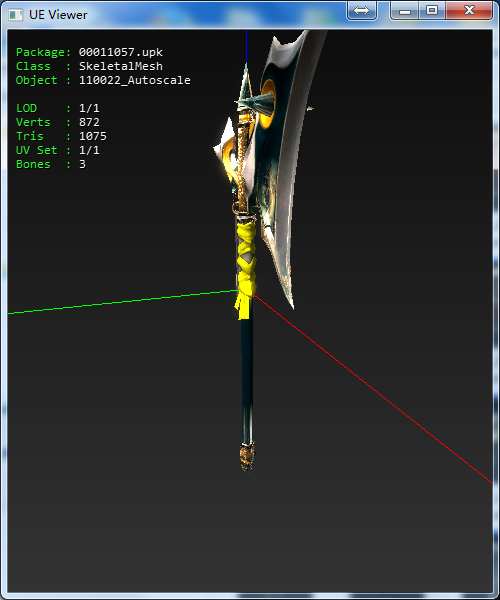 UE Viewer
Package: 00011057.upk
Class  : SkeletalMesh
Object : 110022_Autoscale
LOD    : 1/1
Verts  : 872
Tris   : 1075
UV Set : 1/1
Bones  : 3